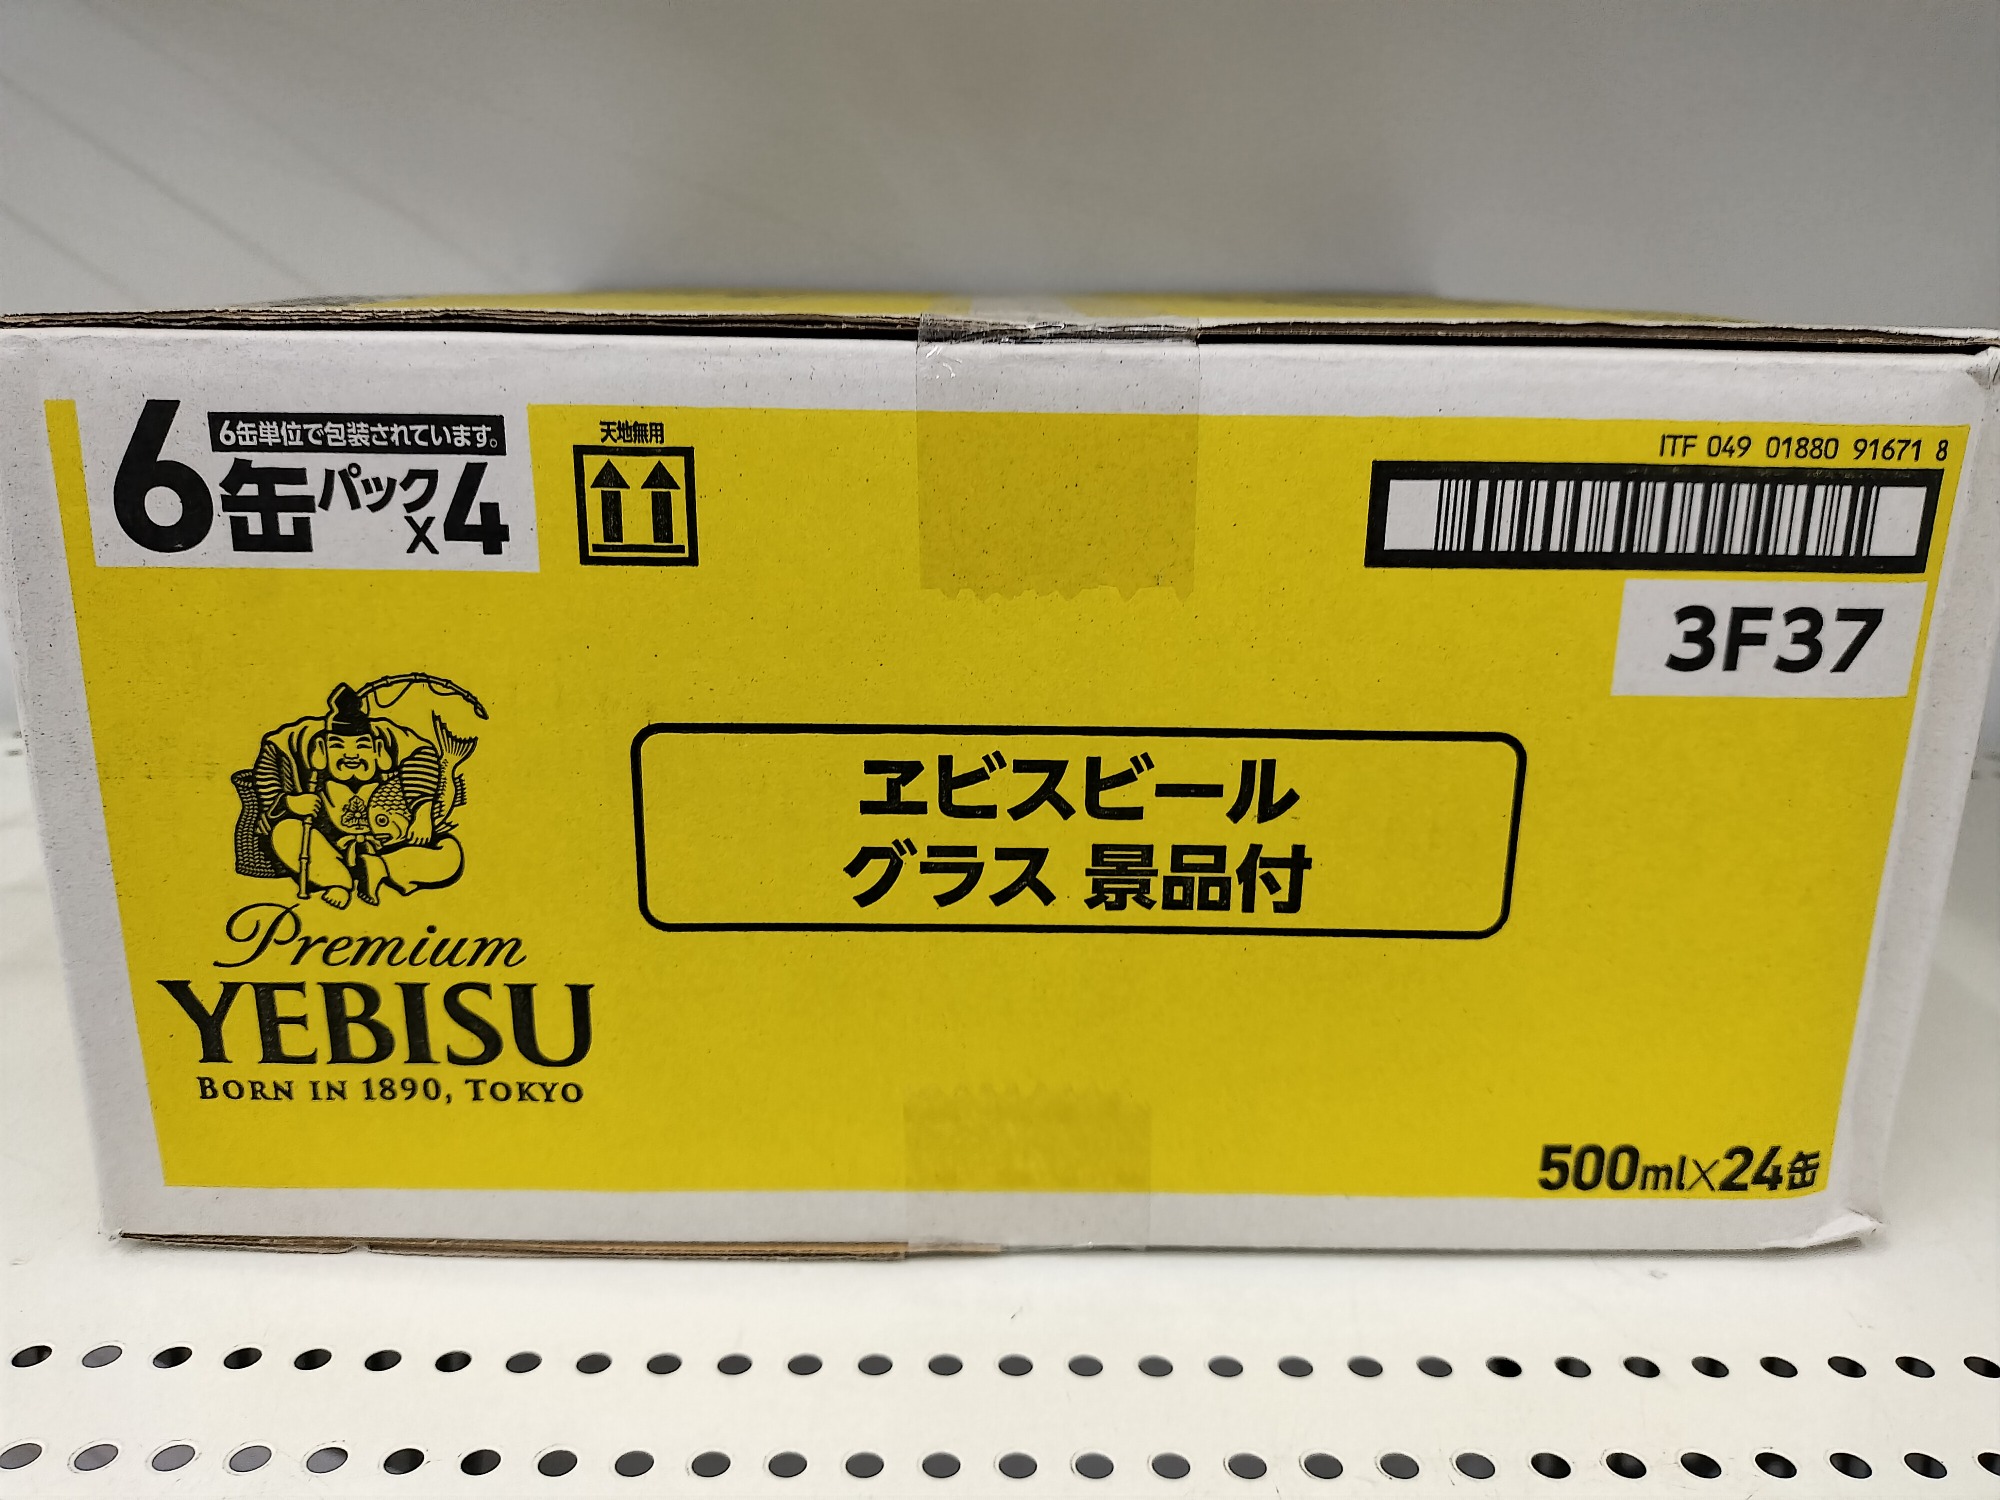 6缶単位で包装されています。
6缶パック×4
天地無用
ITF 049 01880 91671 8
3F37
ヱビスビール
グラス 景品付
Premium
YEBISU
BORN IN 1890, TOKYO
500ml×24缶